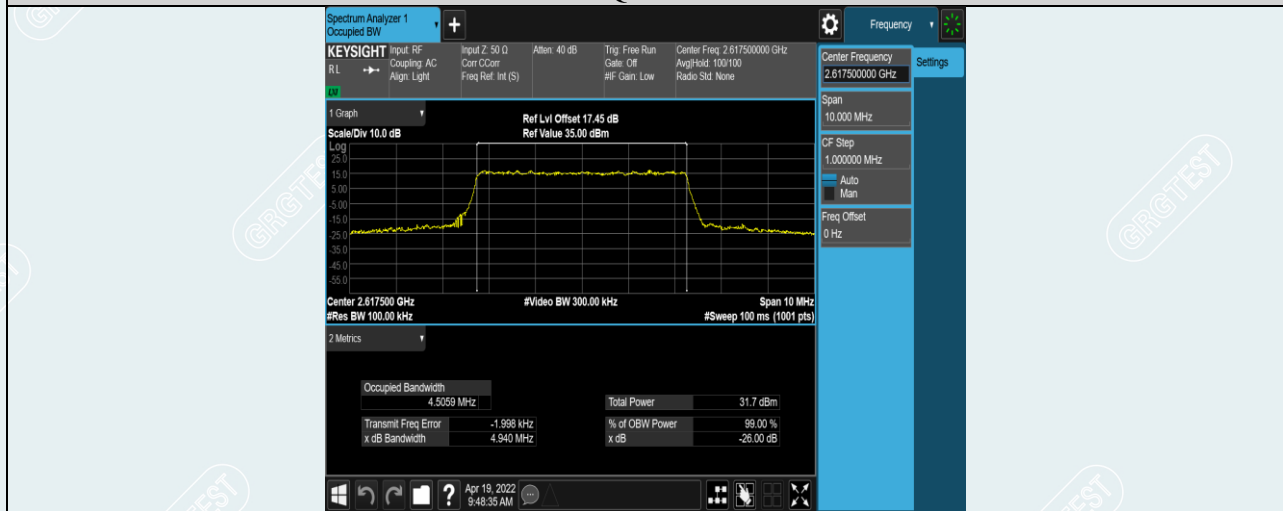 Spectrum Analyzer 1
Occupied BW
Frequency
KEYSIGHT
RL
Input: RF
Coupling: AC
Align: Light
Input Z: 50 Ω
Corr CCorr
Freq Ref: Int (S)
Atten: 40 dB
Trig: Free Run
Gate: Off
#IF Gain: Low
Center Freq: 2.617500000 GHz
Avg|Hold: 100/100
Radio Std: None
Center Frequency
2.617500000 GHz
Settings
Span
10.000 MHz
CF Step
1.000000 MHz
Auto
Man
Freq Offset
0 Hz
1 Graph
Scale/Div 10.0 dB
Ref Lvl Offset 17.45 dB
Ref Value 35.00 dBm
Log
25.0
15.0
5.00
-5.00
-15.0
-25.0
-35.0
-45.0
-55.0
Center 2.617500 GHz
#Video BW 300.00 kHz
Span 10 MHz
#Res BW 100.00 kHz
#Sweep 100 ms (1001 pts)
2 Metrics
Occupied Bandwidth
4.5059 MHz
Total Power 31.7 dBm
Transmit Freq Error -1.998 kHz
% of OBW Power 99.00 %
x dB Bandwidth 4.940 MHz
x dB -26.00 dB
Apr 19, 2022
9:48:35 AM
GRGTEST
GRGTEST
GRGTEST